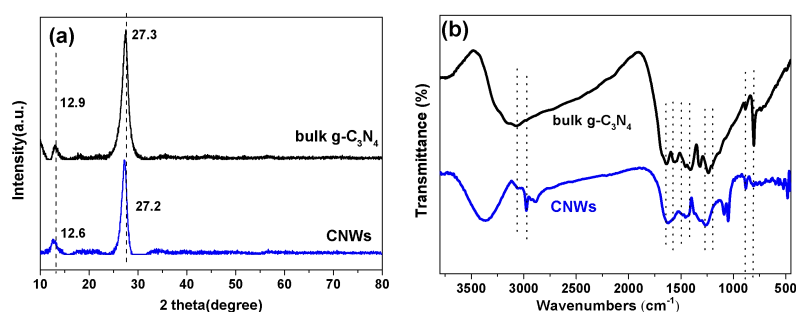 (a)
27.3
12.9
bulk g-C₃N₄
27.2
12.6
CNWs
Intensity(a.u.)
10 20 30 40 50 60 70 80
2 theta(degree)
(b)
bulk g-C₃N₄
CNWs
Transmittance (%)
3500 3000 2500 2000 1500 1000 500
Wavenumbers (cm⁻¹)